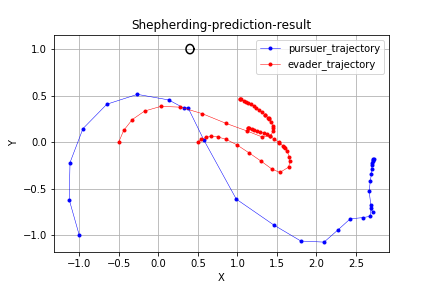 Shepherding-prediction-result
pursuer_trajectory
evader_trajectory
Y
1.0
0.5
0.0
−0.5
−1.0
−1.0 −0.5 0.0 0.5 1.0 1.5 2.0 2.5
X